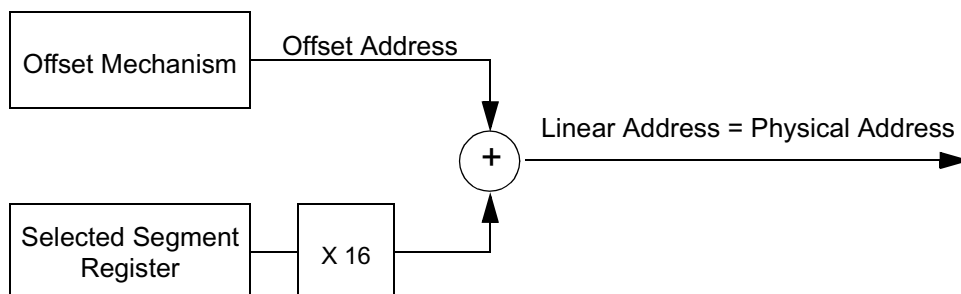 Offset Mechanism
Offset Address
+
Linear Address = Physical Address
Selected Segment
Register
X 16